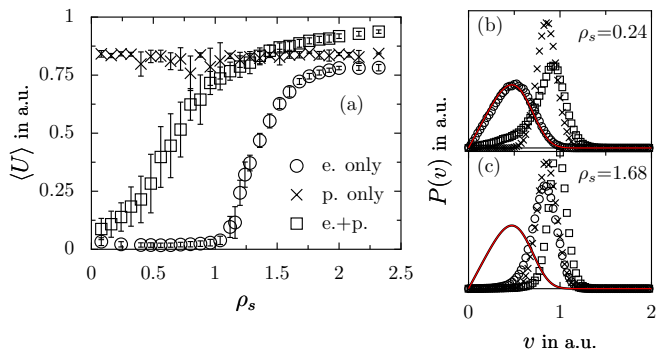 1
0.75
0.5
0.25
0
⟨U⟩ in a.u.
(a)
e. only
p. only
e.+p.
0 0.5 1 1.5 2 2.5
ρs
(b)
ρs=0.24
(c)
ρs=1.68
P(v) in a.u.
0 1 2
v in a.u.